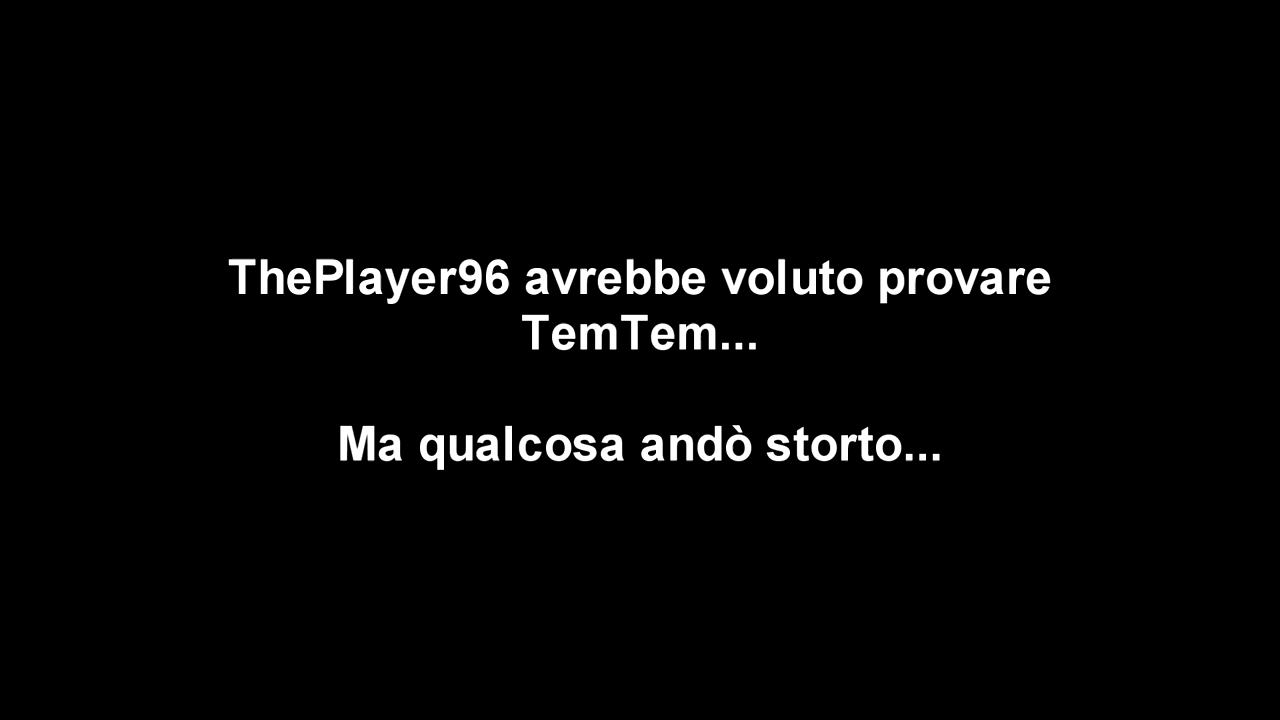 ThePlayer96 avrebbe voluto provare
TemTem...
Ma qualcosa andò storto...